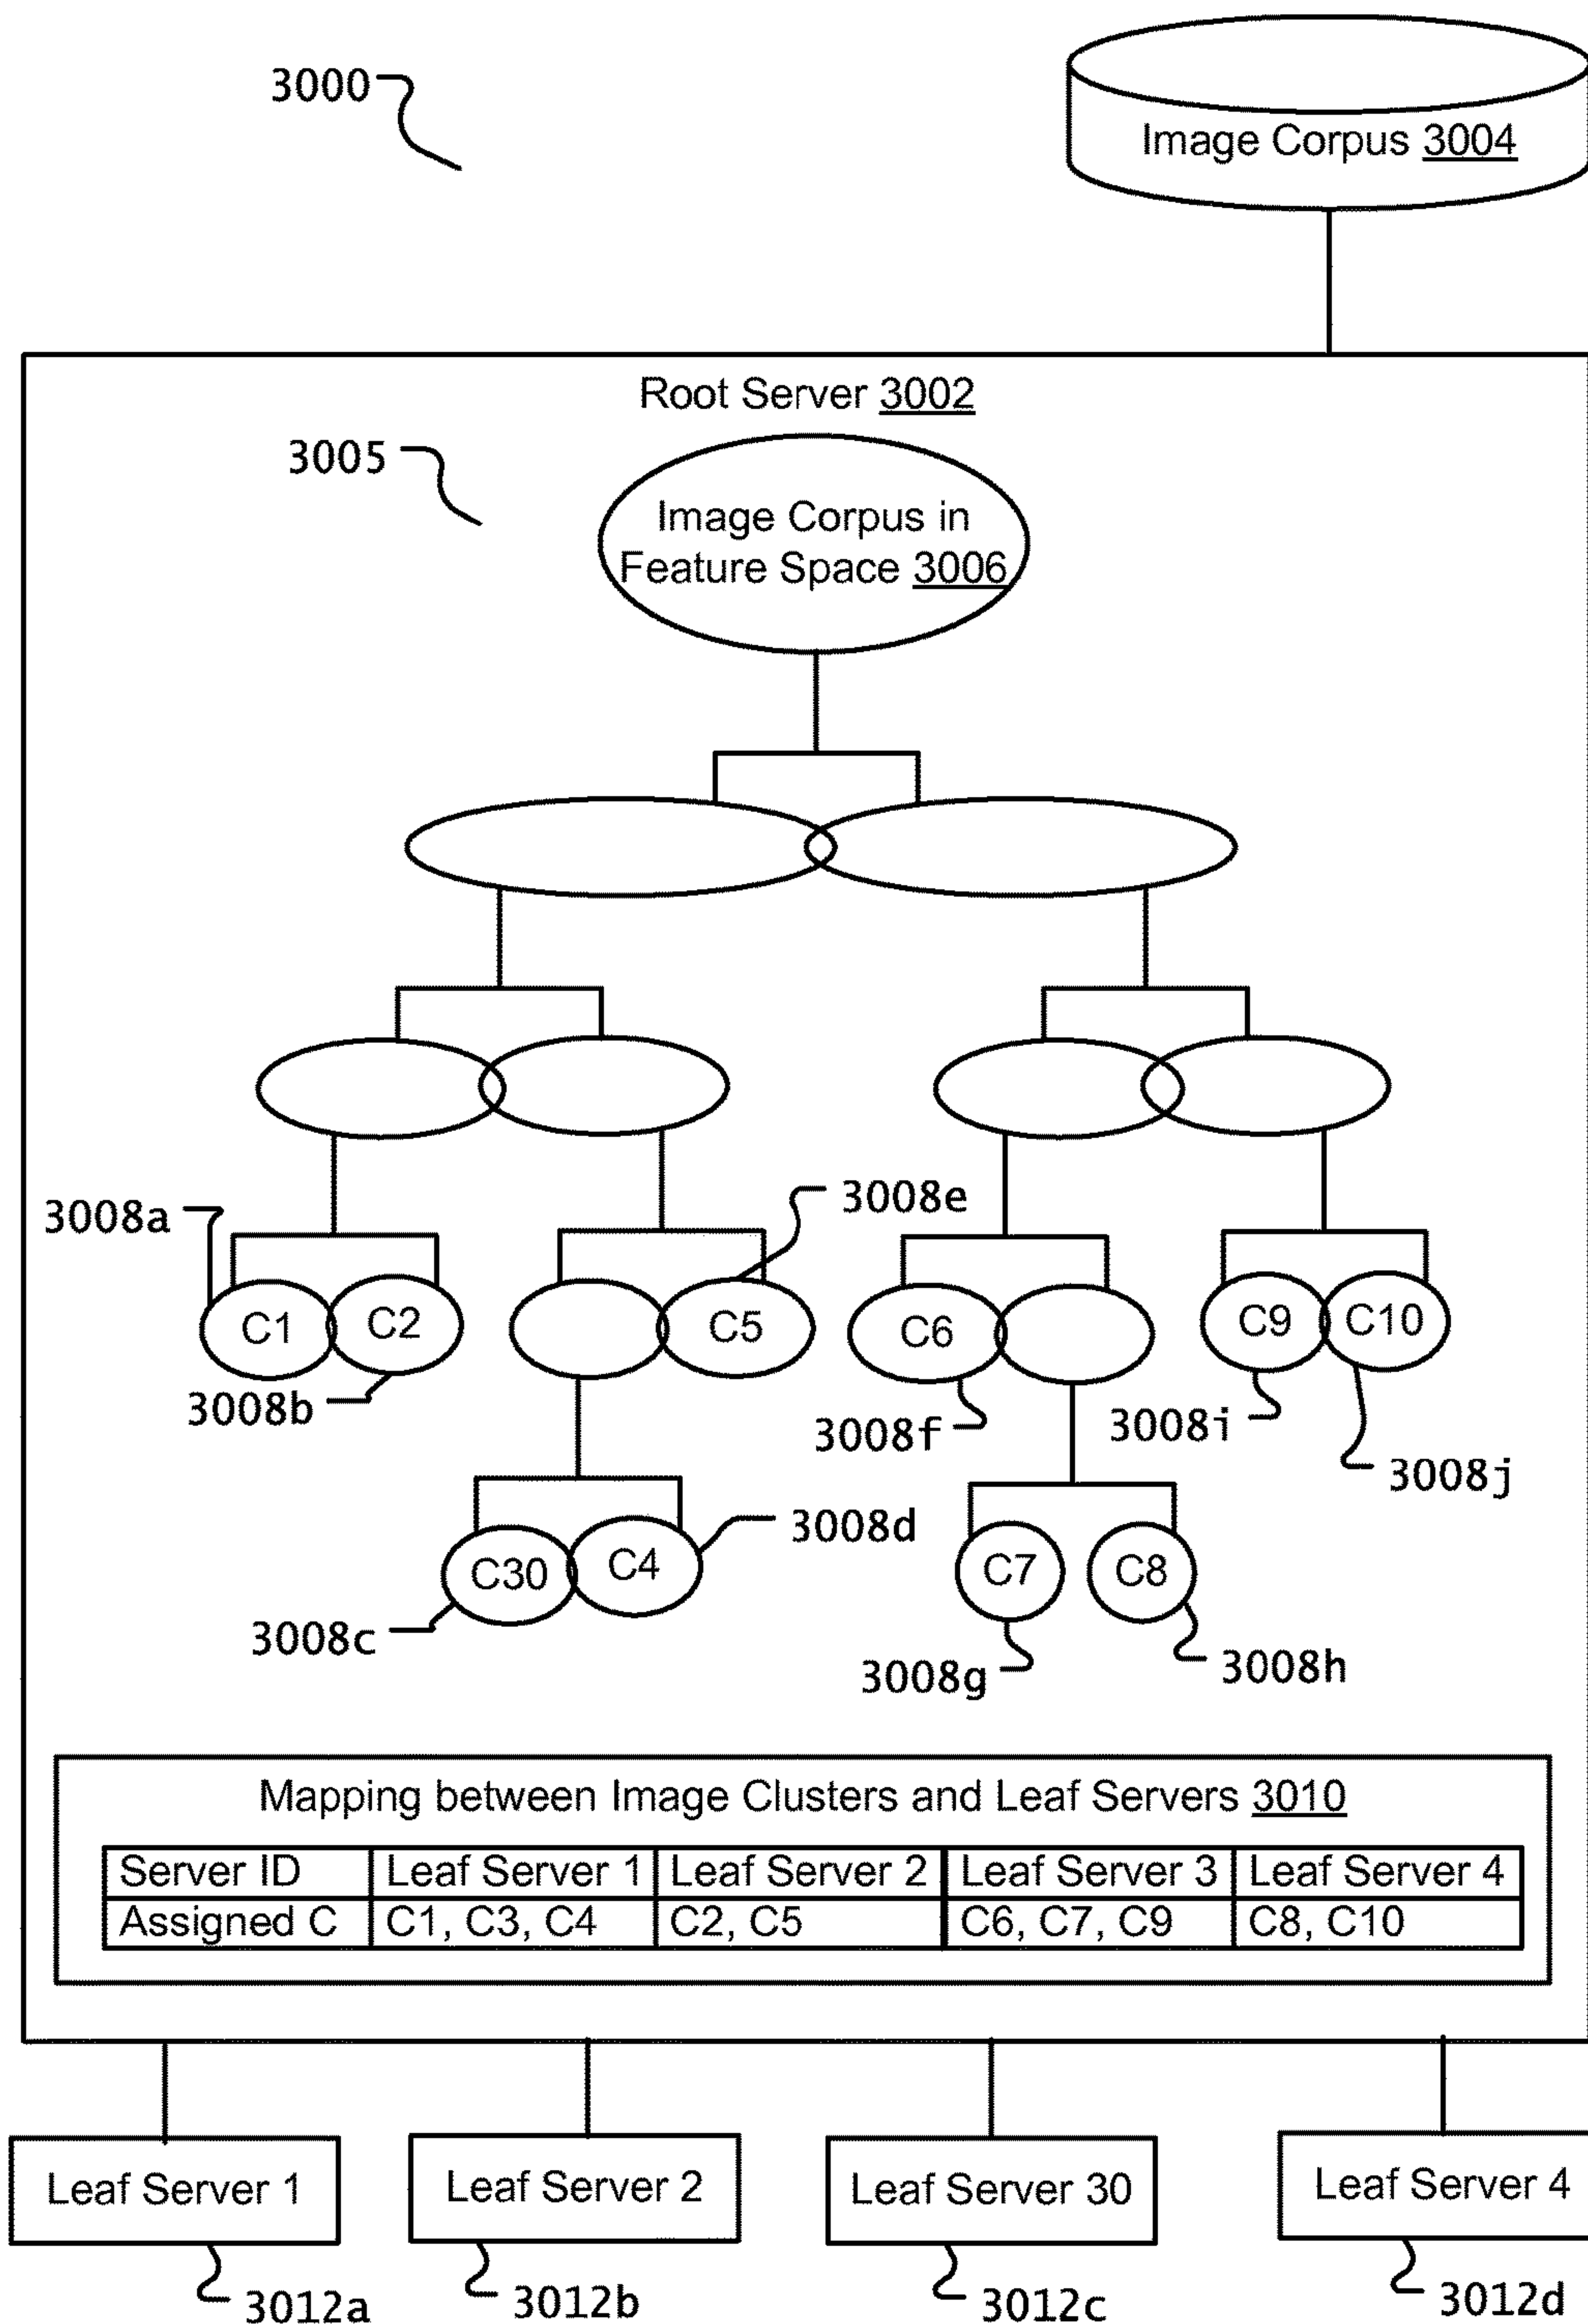 3000
Image Corpus 3004
Root Server 3002
3005
Image Corpus in
Feature Space 3006
3008a
3008e
C1
C2
C5
C6
C9
C10
3008b
3008f
3008i
3008j
C30
C4
3008d
C7
C8
3008c
3008g
3008h
Mapping between Image Clusters and Leaf Servers 3010
Server ID Leaf Server 1 Leaf Server 2 Leaf Server 3 Leaf Server 4
Assigned C C1, C3, C4 C2, C5 C6, C7, C9 C8, C10
Leaf Server 1
Leaf Server 2
Leaf Server 30
Leaf Server 4
3012a
3012b
3012c
3012d